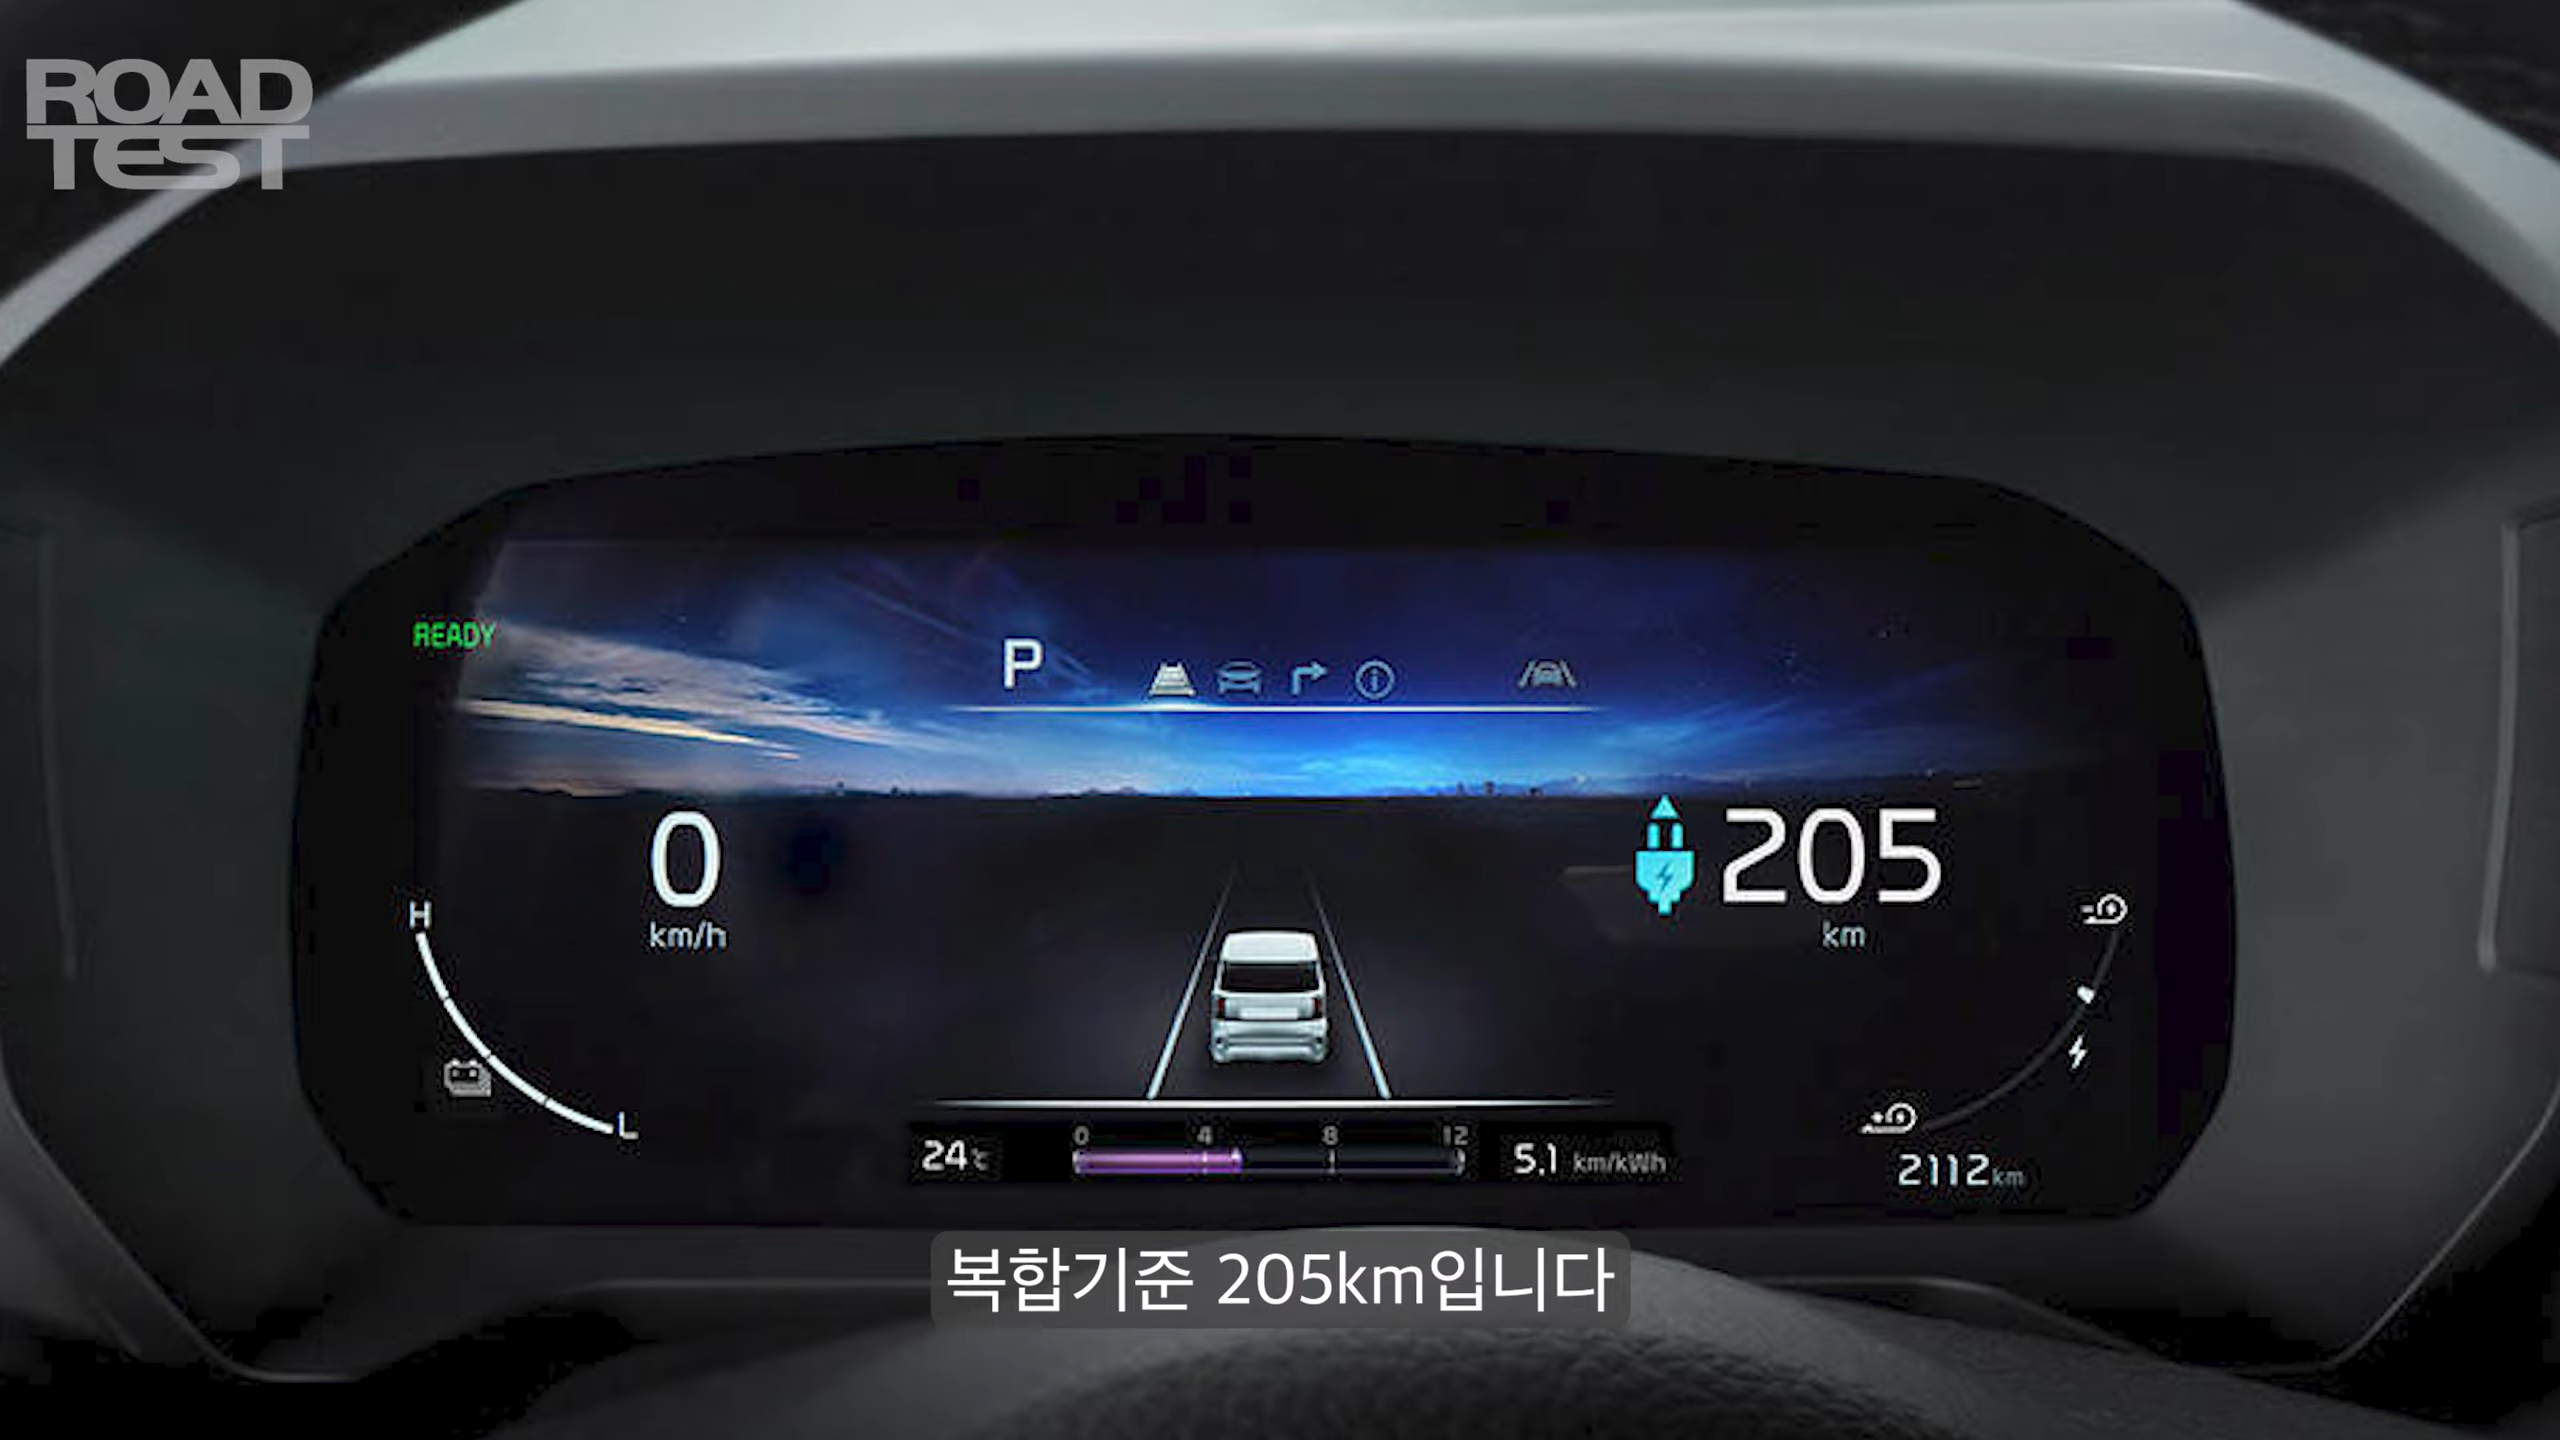 ROAD
TEST
READY
P
0
km/h
205
km
H
L
0 4 8 12
24℃
5.1 km/kWh
2112km
복합기준 205km입니다